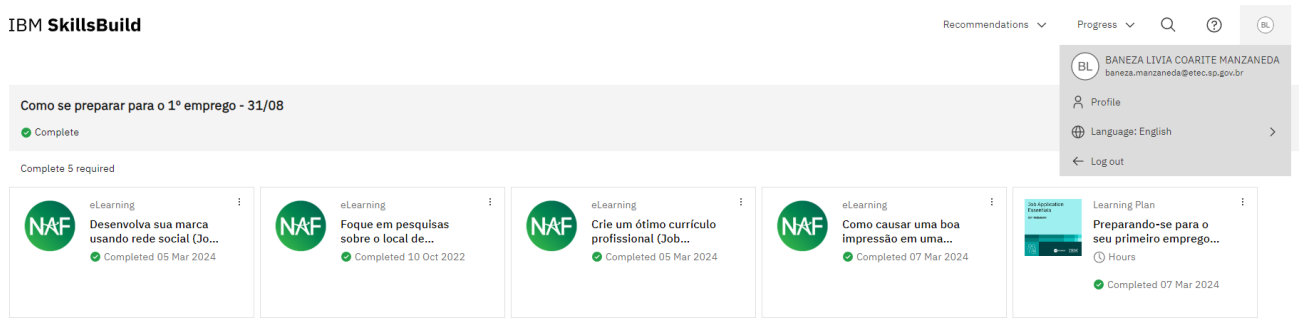 IBM SkillsBuild
Recommendations
Progress
BL
BL
BANEZA LIVIA COARITE MANZANEDA
baneza.manzaneda@etec.sp.gov.br
Profile
Language: English
Log out
Como se preparar para o 1º emprego - 31/08
Complete
Complete 5 required
NAF
eLearning
Desenvolva sua marca
usando rede social (Jo...
Completed 05 Mar 2024
NAF
eLearning
Foque em pesquisas
sobre o local de...
Completed 10 Oct 2022
NAF
eLearning
Crie um ótimo currículo
profissional (Job...
Completed 05 Mar 2024
NAF
eLearning
Como causar uma boa
impressão em uma...
Completed 07 Mar 2024
Job Application
Essentials
Learning Plan
Preparando-se para o
seu primeiro emprego...
Hours
Completed 07 Mar 2024